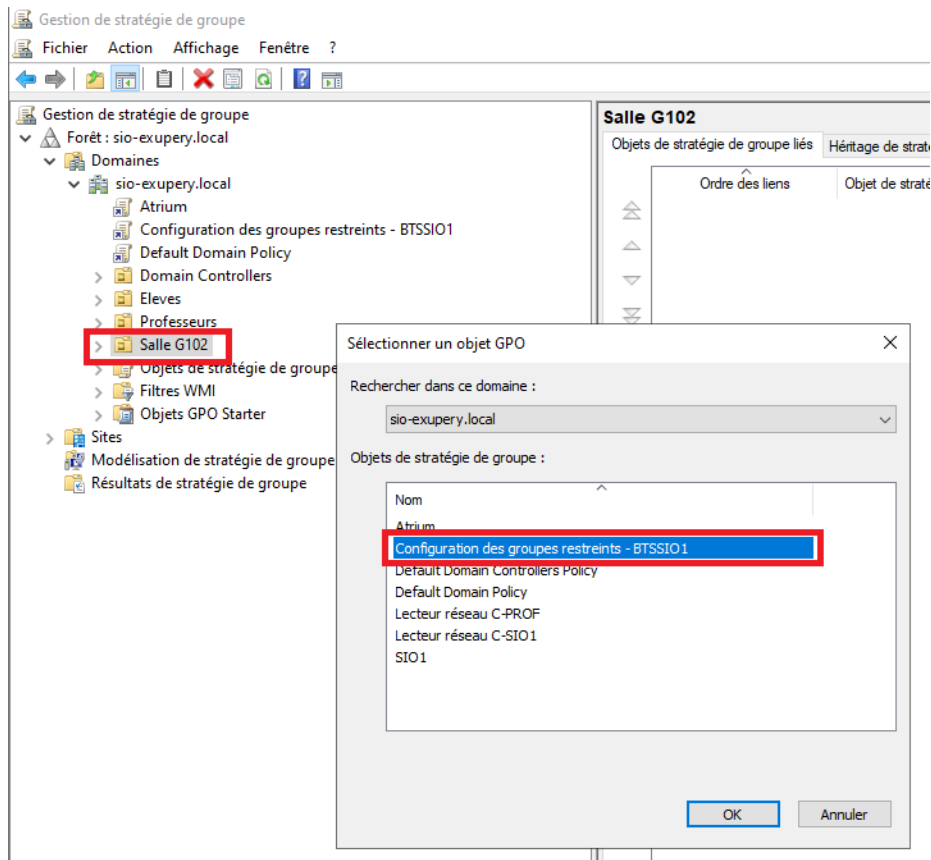 Gestion de stratégie de groupe
Fichier Action Affichage Fenêtre ?
Gestion de stratégie de groupe
Forêt : sio-exupery.local
Domaines
sio-exupery.local
Atrium
Configuration des groupes restreints - BTSSIO1
Default Domain Policy
Domain Controllers
Eleves
Professeurs
Salle G102
Objets de stratégie de groupe
Filtres WMI
Objets GPO Starter
Sites
Modélisation de stratégie de groupe
Résultats de stratégie de groupe
Salle G102
Objets de stratégie de groupe liés Héritage de straté
Ordre des liens Objet de straté
Sélectionner un objet GPO
Rechercher dans ce domaine :
sio-exupery.local
Objets de stratégie de groupe :
Nom
Atrium
Configuration des groupes restreints - BTSSIO1
Default Domain Controllers Policy
Default Domain Policy
Lecteur réseau C-PROF
Lecteur réseau C-SIO1
SIO1
OK Annuler